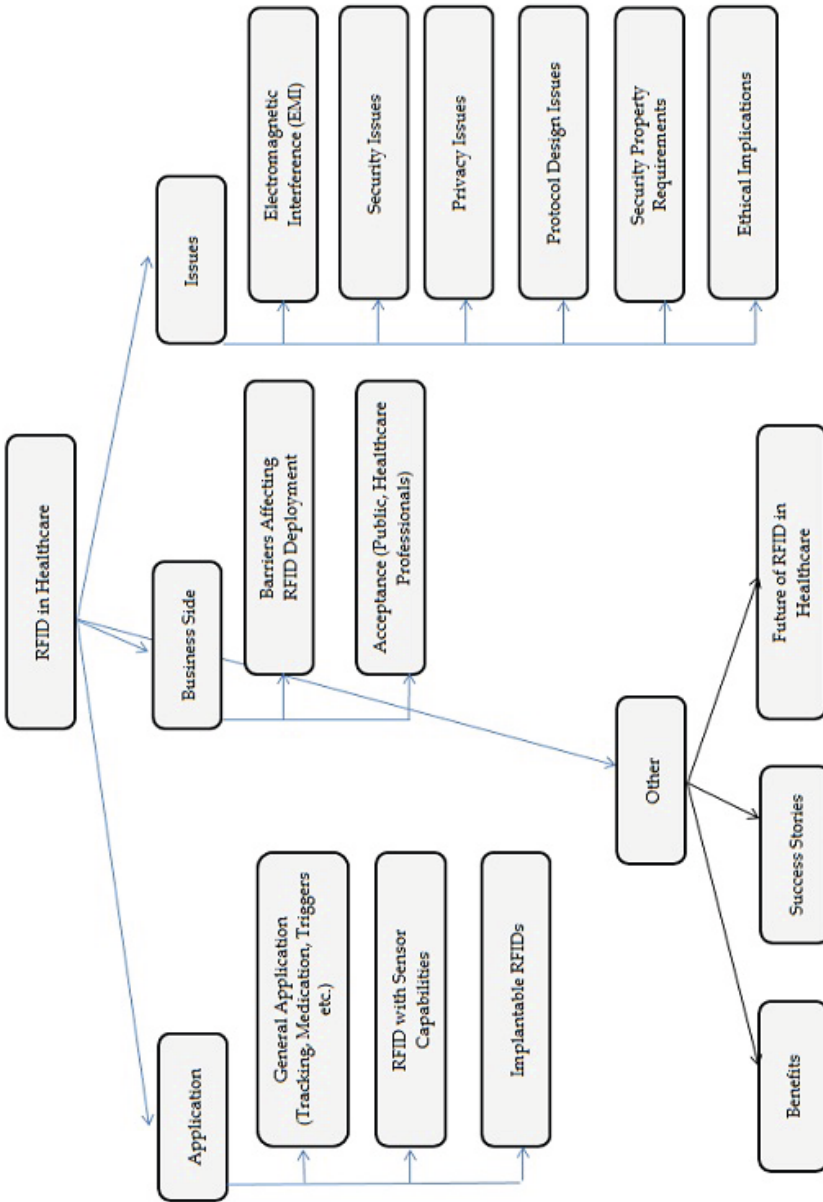 RFID in Healthcare
Application
General Application
(Tracking, Medication, Triggers
etc.)
RFID with Sensor
Capabilities
Implantable RFIDs
Business Side
Barriers Affecting
RFID Deployment
Acceptance (Public, Healthcare
Professionals)
Issues
Electromagnetic
Interference (EMI)
Security Issues
Privacy Issues
Protocol Design Issues
Security Property
Requirements
Ethical Implications
Other
Benefits
Success Stories
Future of RFID in
Healthcare